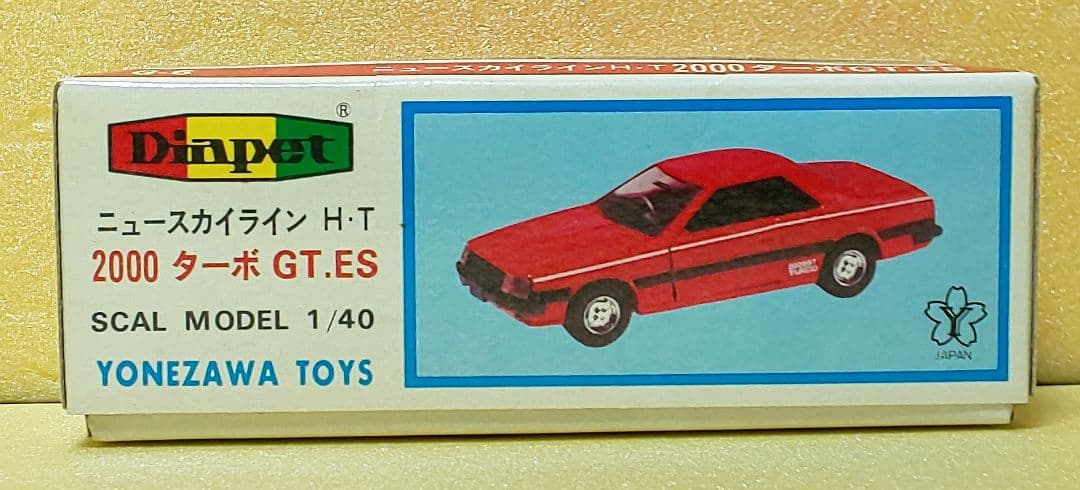 ニュースカイラインH・T2000ターボGT.ES
Diapet®
ニュースカイライン H・T
2000 ターボ GT.ES
SCAL MODEL 1/40
YONEZAWA TOYS
TURBO
Y
JAPAN